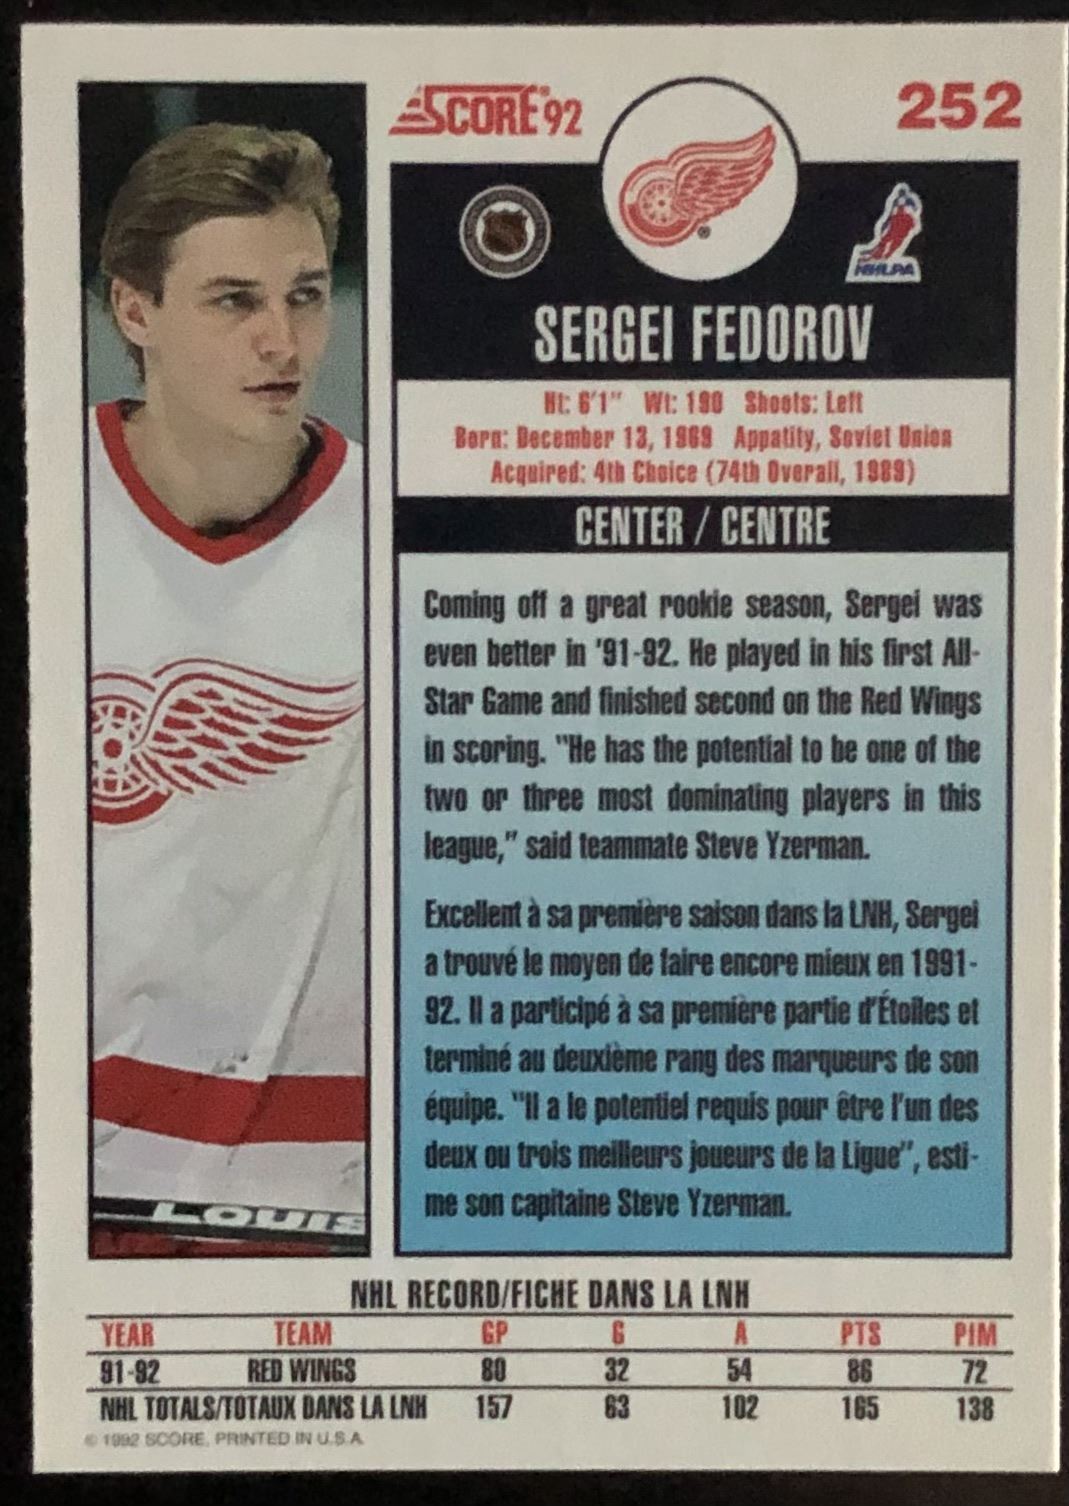 SCORE'92
252
NHLPA
SERGEI FEDOROV
Ht: 6'1" Wt: 190 Shoots: Left
Born: December 13, 1969 Appatity, Soviet Union
Acquired: 4th Choice (74th Overall, 1989)
CENTER / CENTRE
Coming off a great rookie season, Sergei was
even better in '91-92. He played in his first All-
Star Game and finished second on the Red Wings
in scoring. "He has the potential to be one of the
two or three most dominating players in this
league," said teammate Steve Yzerman.
Excellent à sa première saison dans la LNH, Sergei
a trouvé le moyen de faire encore mieux en 1991-
92. Il a participé à sa première partie d'Étoiles et
terminé au deuxième rang des marqueurs de son
équipe. "Il a le potentiel requis pour être l'un des
deux ou trois meilleurs joueurs de la Ligue", esti-
me son capitaine Steve Yzerman.
LOUIS
NHL RECORD/FICHE DANS LA LNH
YEAR TEAM GP G A PTS PIM
91-92 RED WINGS 80 32 54 86 72
NHL TOTALS/TOTAUX DANS LA LNH 157 63 102 165 138
© 1992 SCORE, PRINTED IN U.S.A.